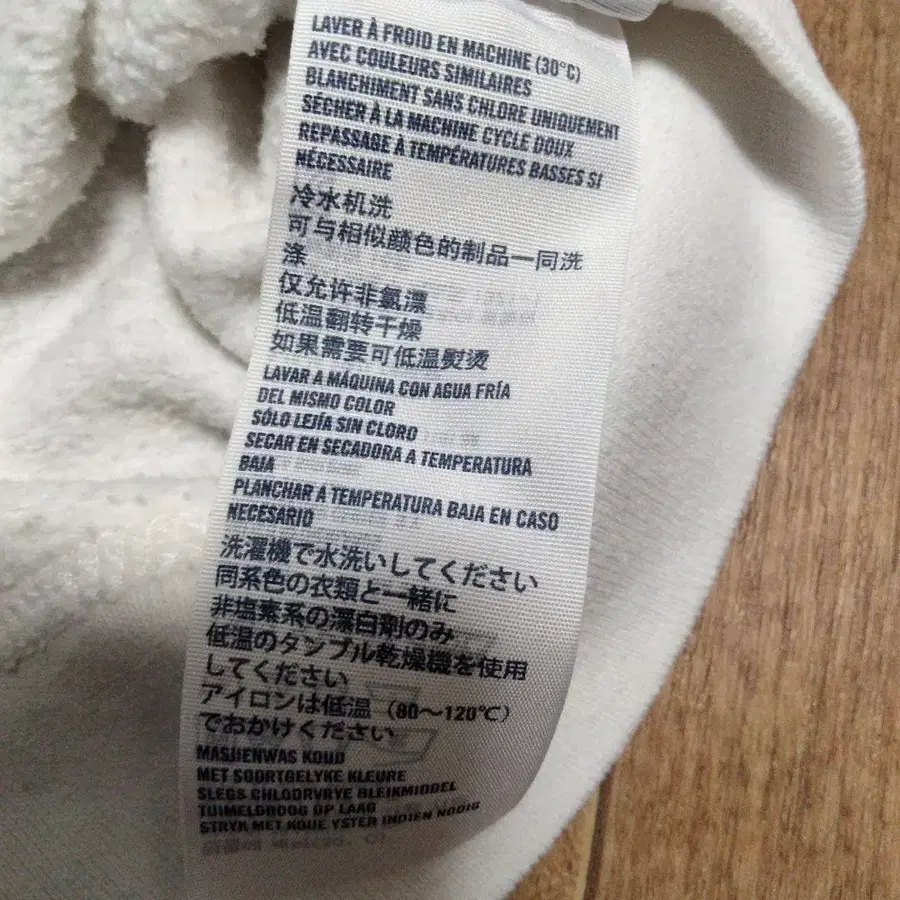 LAVER À FROID EN MACHINE (30°C)
AVEC COULEURS SIMILAIRES
BLANCHIMENT SANS CHLORE UNIQUEMENT
SÉCHER À LA MACHINE CYCLE DOUX
REPASSAGE À TEMPÉRATURES BASSES SI
NÉCESSAIRE
冷水机洗
可与相似颜色的制品一同洗
涤
仅允许非氯漂
低温翻转干燥
如果需要可低温熨烫
LAVAR A MÁQUINA CON AGUA FRÍA
DEL MISMO COLOR
SÓLO LEJÍA SIN CLORO
SECAR EN SECADORA A TEMPERATURA
BAJA
PLANCHAR A TEMPERATURA BAJA EN CASO
NECESARIO
洗濯機で水洗いしてください
同系色の衣類と一緒に
非塩素系の漂白剤のみ
低温のタンブル乾燥機を使用
してください
アイロンは低温（80～120℃）
でおかけください
MASJIENWAS KOUD
MET SOORTGELYKE KLEURE
SLEGS CHLOORVRYE BLEIKMIDDEL
TUIMELDROOG OP LAAG
STRYK MET KOUE YSTER INDIEN NODIG